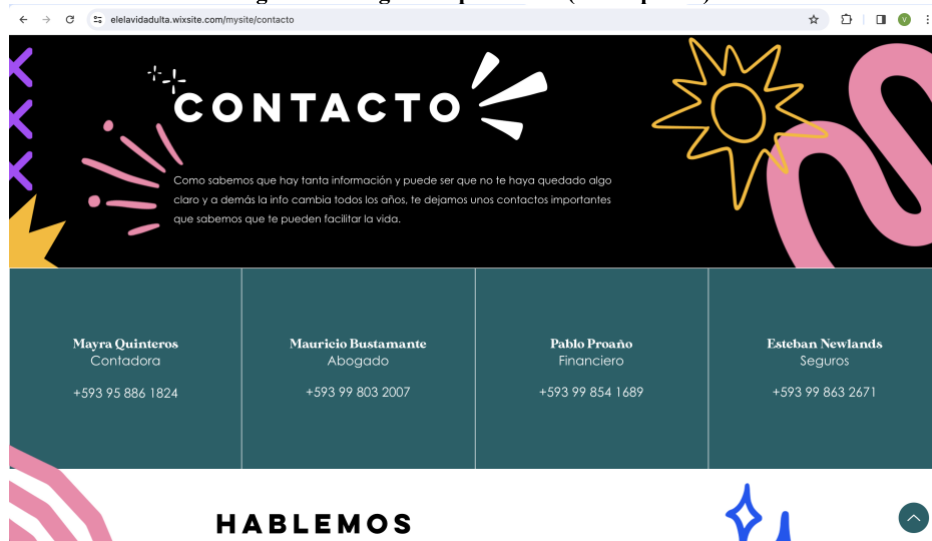 elelavidadulta.wixsite.com/mysite/contacto
V
CONTACTO
Como sabemos que hay tanta información y puede ser que no te haya quedado algo
claro y a demás la info cambia todos los años, te dejamos unos contactos importantes
que sabemos que te pueden facilitar la vida.
Mayra Quinteros
Contadora
+593 95 886 1824
Mauricio Bustamante
Abogado
+593 99 803 2007
Pablo Proaño
Financiero
+593 99 854 1689
Esteban Newlands
Seguros
+593 99 863 2671
HABLEMOS